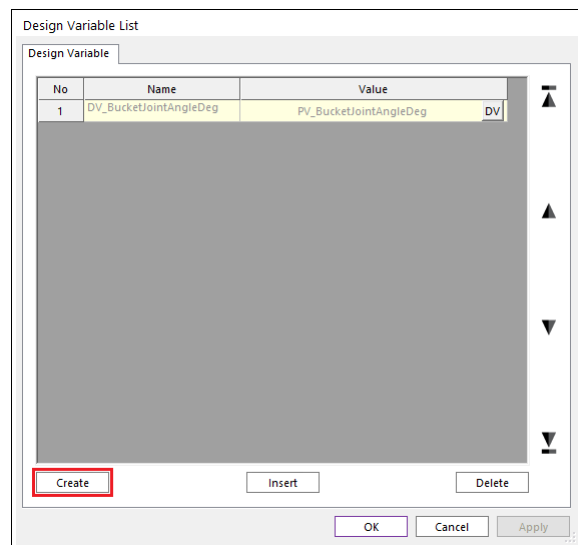 Design Variable List
Design Variable
No Name Value
1 DV_BucketJointAngleDeg PV_BucketJointAngleDeg DV
Create Insert Delete
OK Cancel Apply